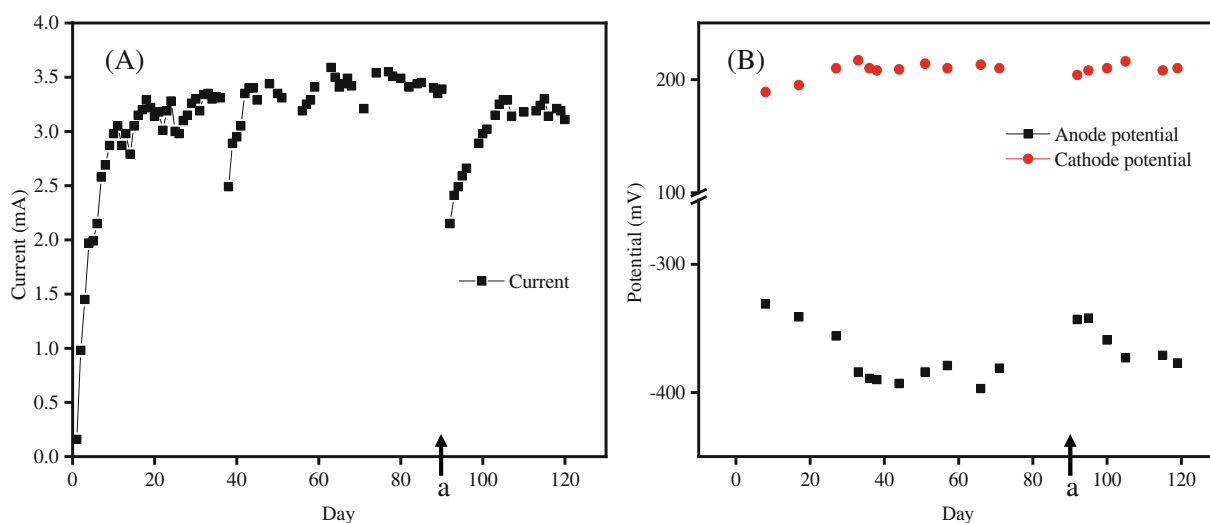 (A)
Current (mA)
4.0
3.5
3.0
2.5
2.0
1.5
1.0
0.5
0.0
Current
a
0 20 40 60 80 100 120
Day
(B)
Potential (mV)
200
100
-300
-400
Anode potential
Cathode potential
a
0 20 40 60 80 100 120
Day